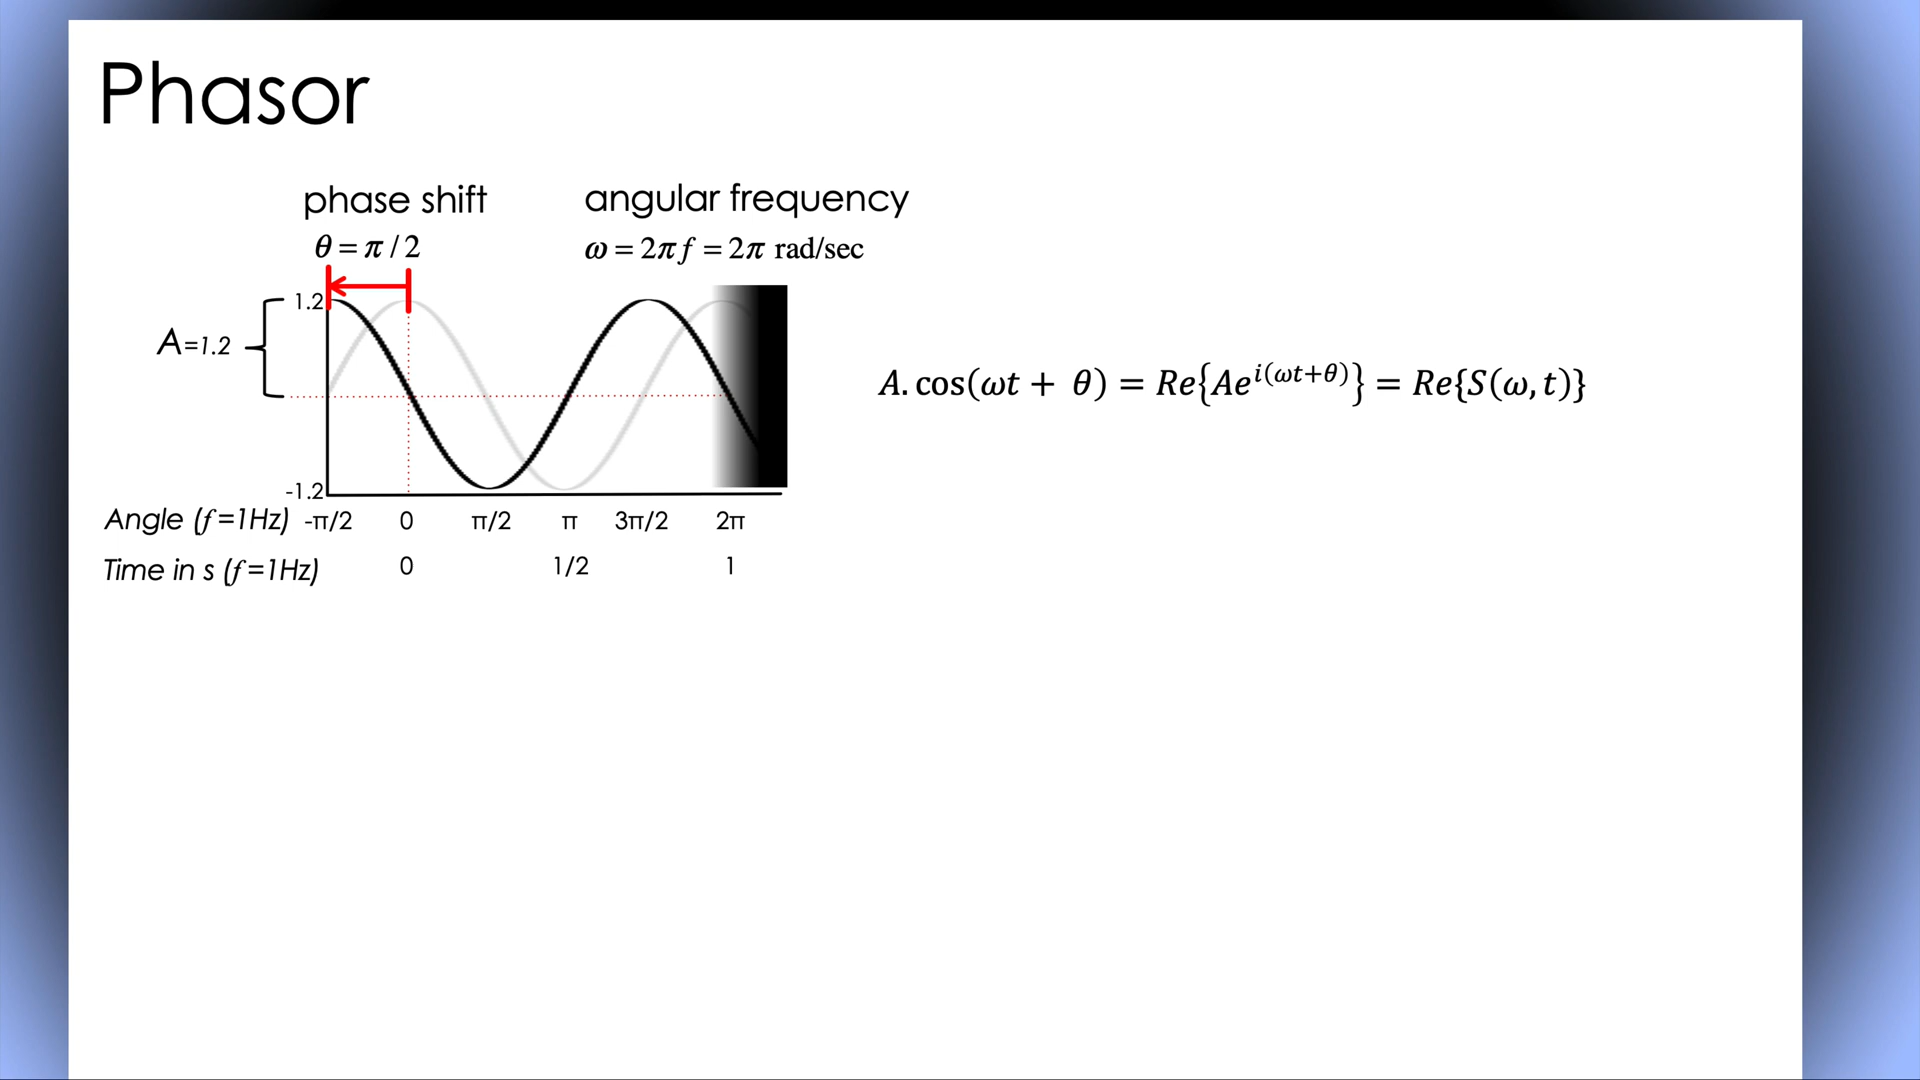 Phasor
phase shift
θ = π / 2
angular frequency
ω = 2π f = 2π rad/sec
1.2
A=1.2
-1.2
A. cos(ωt + θ) = Re{Ae^{i(ωt+θ)}} = Re{S(ω, t)}
Angle (f=1Hz) -π/2 0 π/2 π 3π/2 2π
Time in s (f=1Hz) 0 1/2 1